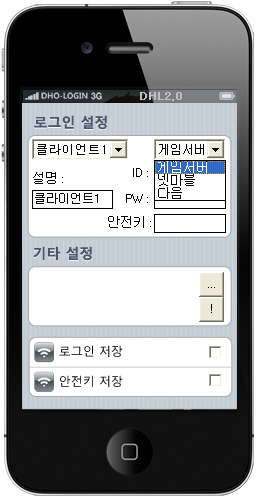 DHO-LOGIN 3G DHL2,0
로그인 설정
클라이언트1 게임서버
ID :
게임서버
넷마블
다음
설명 :
클라이언트1 PW :
안전키 :
기타 설정
...
!
로그인 저장
안전키 저장